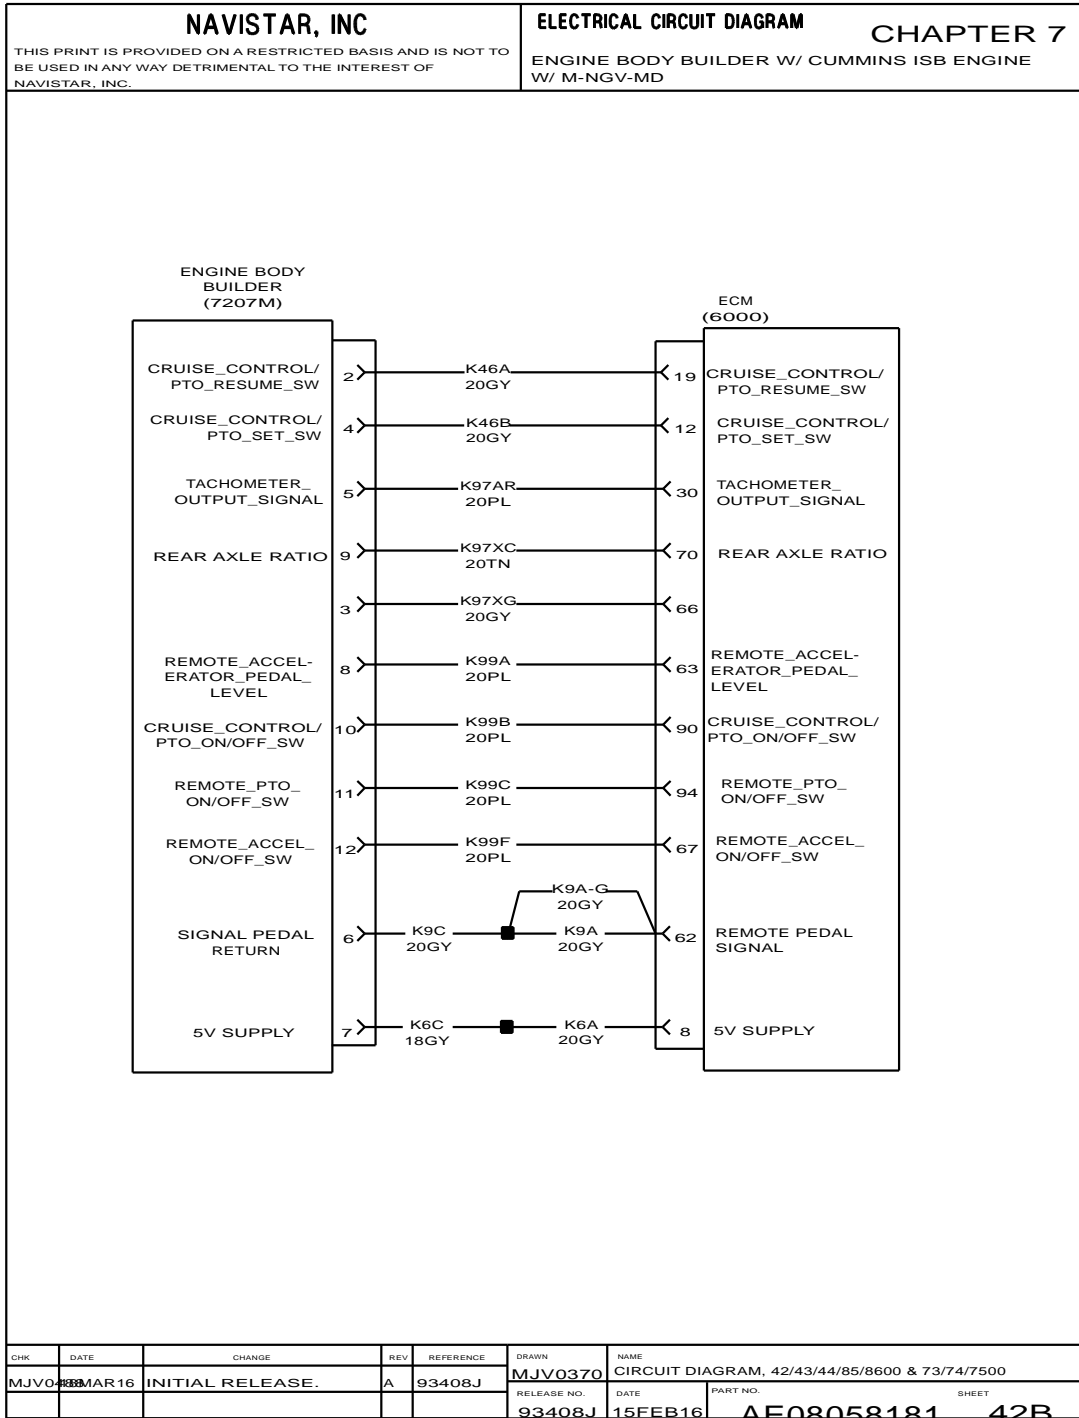 NAVISTAR, INC
THIS PRINT IS PROVIDED ON A RESTRICTED BASIS AND IS NOT TO
BE USED IN ANY WAY DETRIMENTAL TO THE INTEREST OF
NAVISTAR, INC.
ELECTRICAL CIRCUIT DIAGRAM
CHAPTER 7
ENGINE BODY BUILDER W/ CUMMINS ISB ENGINE
W/ M-NGV-MD
ENGINE BODY
BUILDER
(7207M)
ECM
(6000)
CRUISE_CONTROL/
PTO_RESUME_SW
2
K46A
20GY
19
CRUISE_CONTROL/
PTO_RESUME_SW
CRUISE_CONTROL/
PTO_SET_SW
4
K46B
20GY
12
CRUISE_CONTROL/
PTO_SET_SW
TACHOMETER_
OUTPUT_SIGNAL
5
K97AR
20PL
30
TACHOMETER_
OUTPUT_SIGNAL
REAR AXLE RATIO
9
K97XC
20TN
70
REAR AXLE RATIO
3
K97XG
20GY
66
REMOTE_ACCEL-
ERATOR_PEDAL_
LEVEL
8
K99A
20PL
63
REMOTE_ACCEL-
ERATOR_PEDAL_
LEVEL
CRUISE_CONTROL/
PTO_ON/OFF_SW
10
K99B
20PL
90
CRUISE_CONTROL/
PTO_ON/OFF_SW
REMOTE_PTO_
ON/OFF_SW
11
K99C
20PL
94
REMOTE_PTO_
ON/OFF_SW
REMOTE_ACCEL_
ON/OFF_SW
12
K99F
20PL
67
REMOTE_ACCEL_
ON/OFF_SW
K9A-G
20GY
SIGNAL PEDAL
RETURN
6
K9C
20GY
K9A
20GY
62
REMOTE PEDAL
SIGNAL
5V SUPPLY
7
K6C
18GY
K6A
20GY
8
5V SUPPLY
CHK DATE CHANGE REV REFERENCE
MAR16 INITIAL RELEASE. A 93408J
DRAWN
MJV0370
NAME
CIRCUIT DIAGRAM, 42/43/44/85/8600 & 73/74/7500
RELEASE NO.
93408J
DATE
15FEB16
PART NO.
AE08058181
SHEET
42B